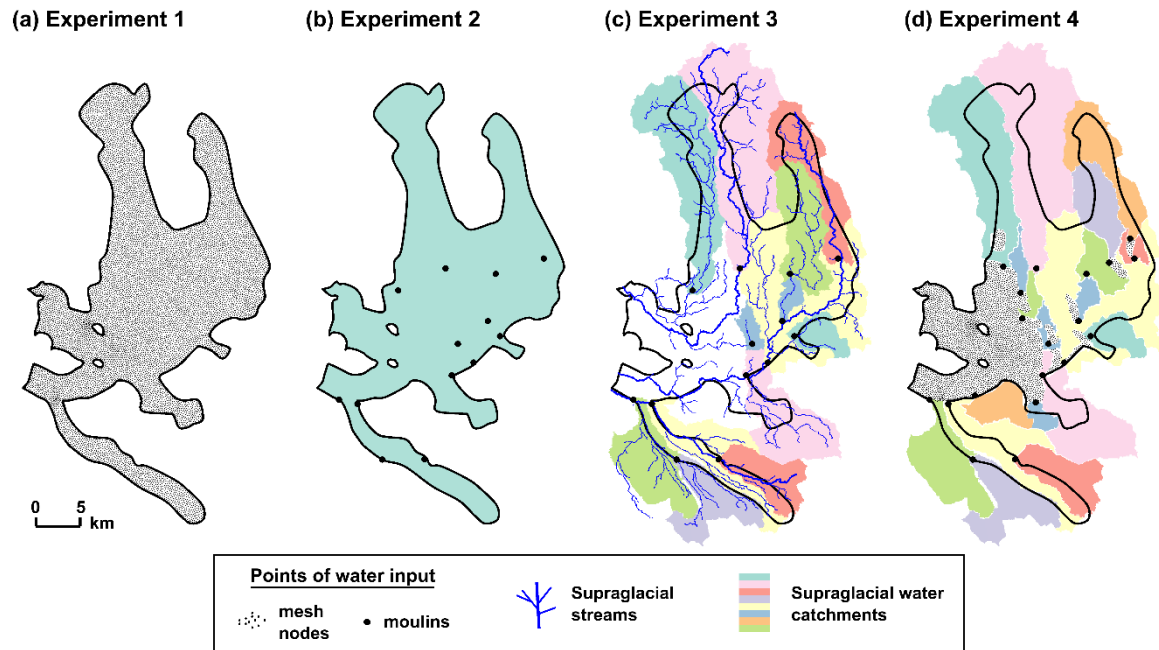 (a) Experiment 1
(b) Experiment 2
(c) Experiment 3
(d) Experiment 4
0 5
km
Points of water input
mesh
nodes
moulins
Supraglacial
streams
Supraglacial water
catchments